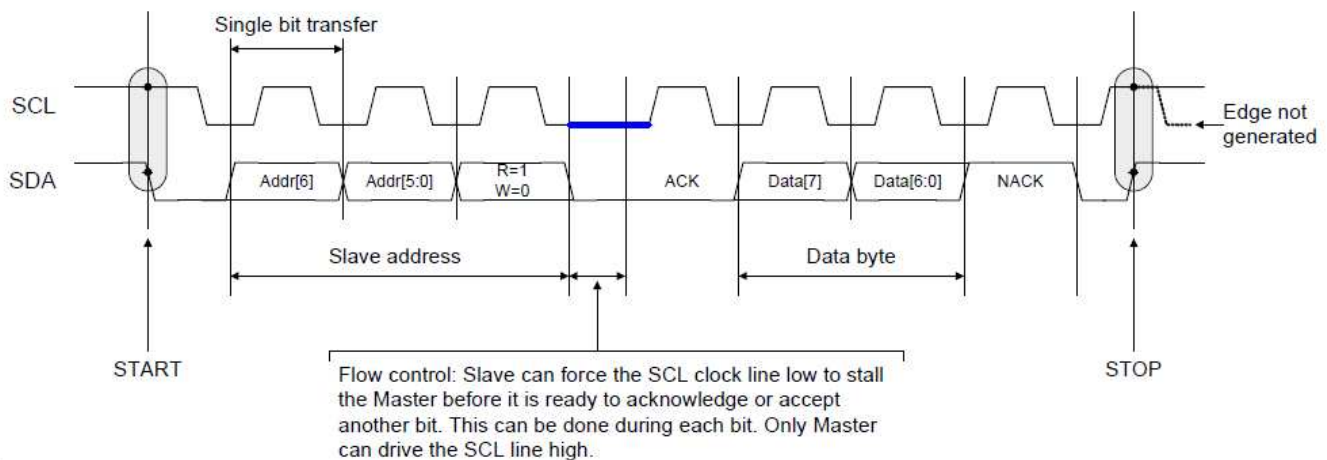 Single bit transfer
SCL
Edge not
generated
SDA
Addr[6]
Addr[5:0]
R=1
W=0
ACK
Data[7]
Data[6:0]
NACK
Slave address
Data byte
START
STOP
Flow control: Slave can force the SCL clock line low to stall
the Master before it is ready to acknowledge or accept
another bit. This can be done during each bit. Only Master
can drive the SCL line high.